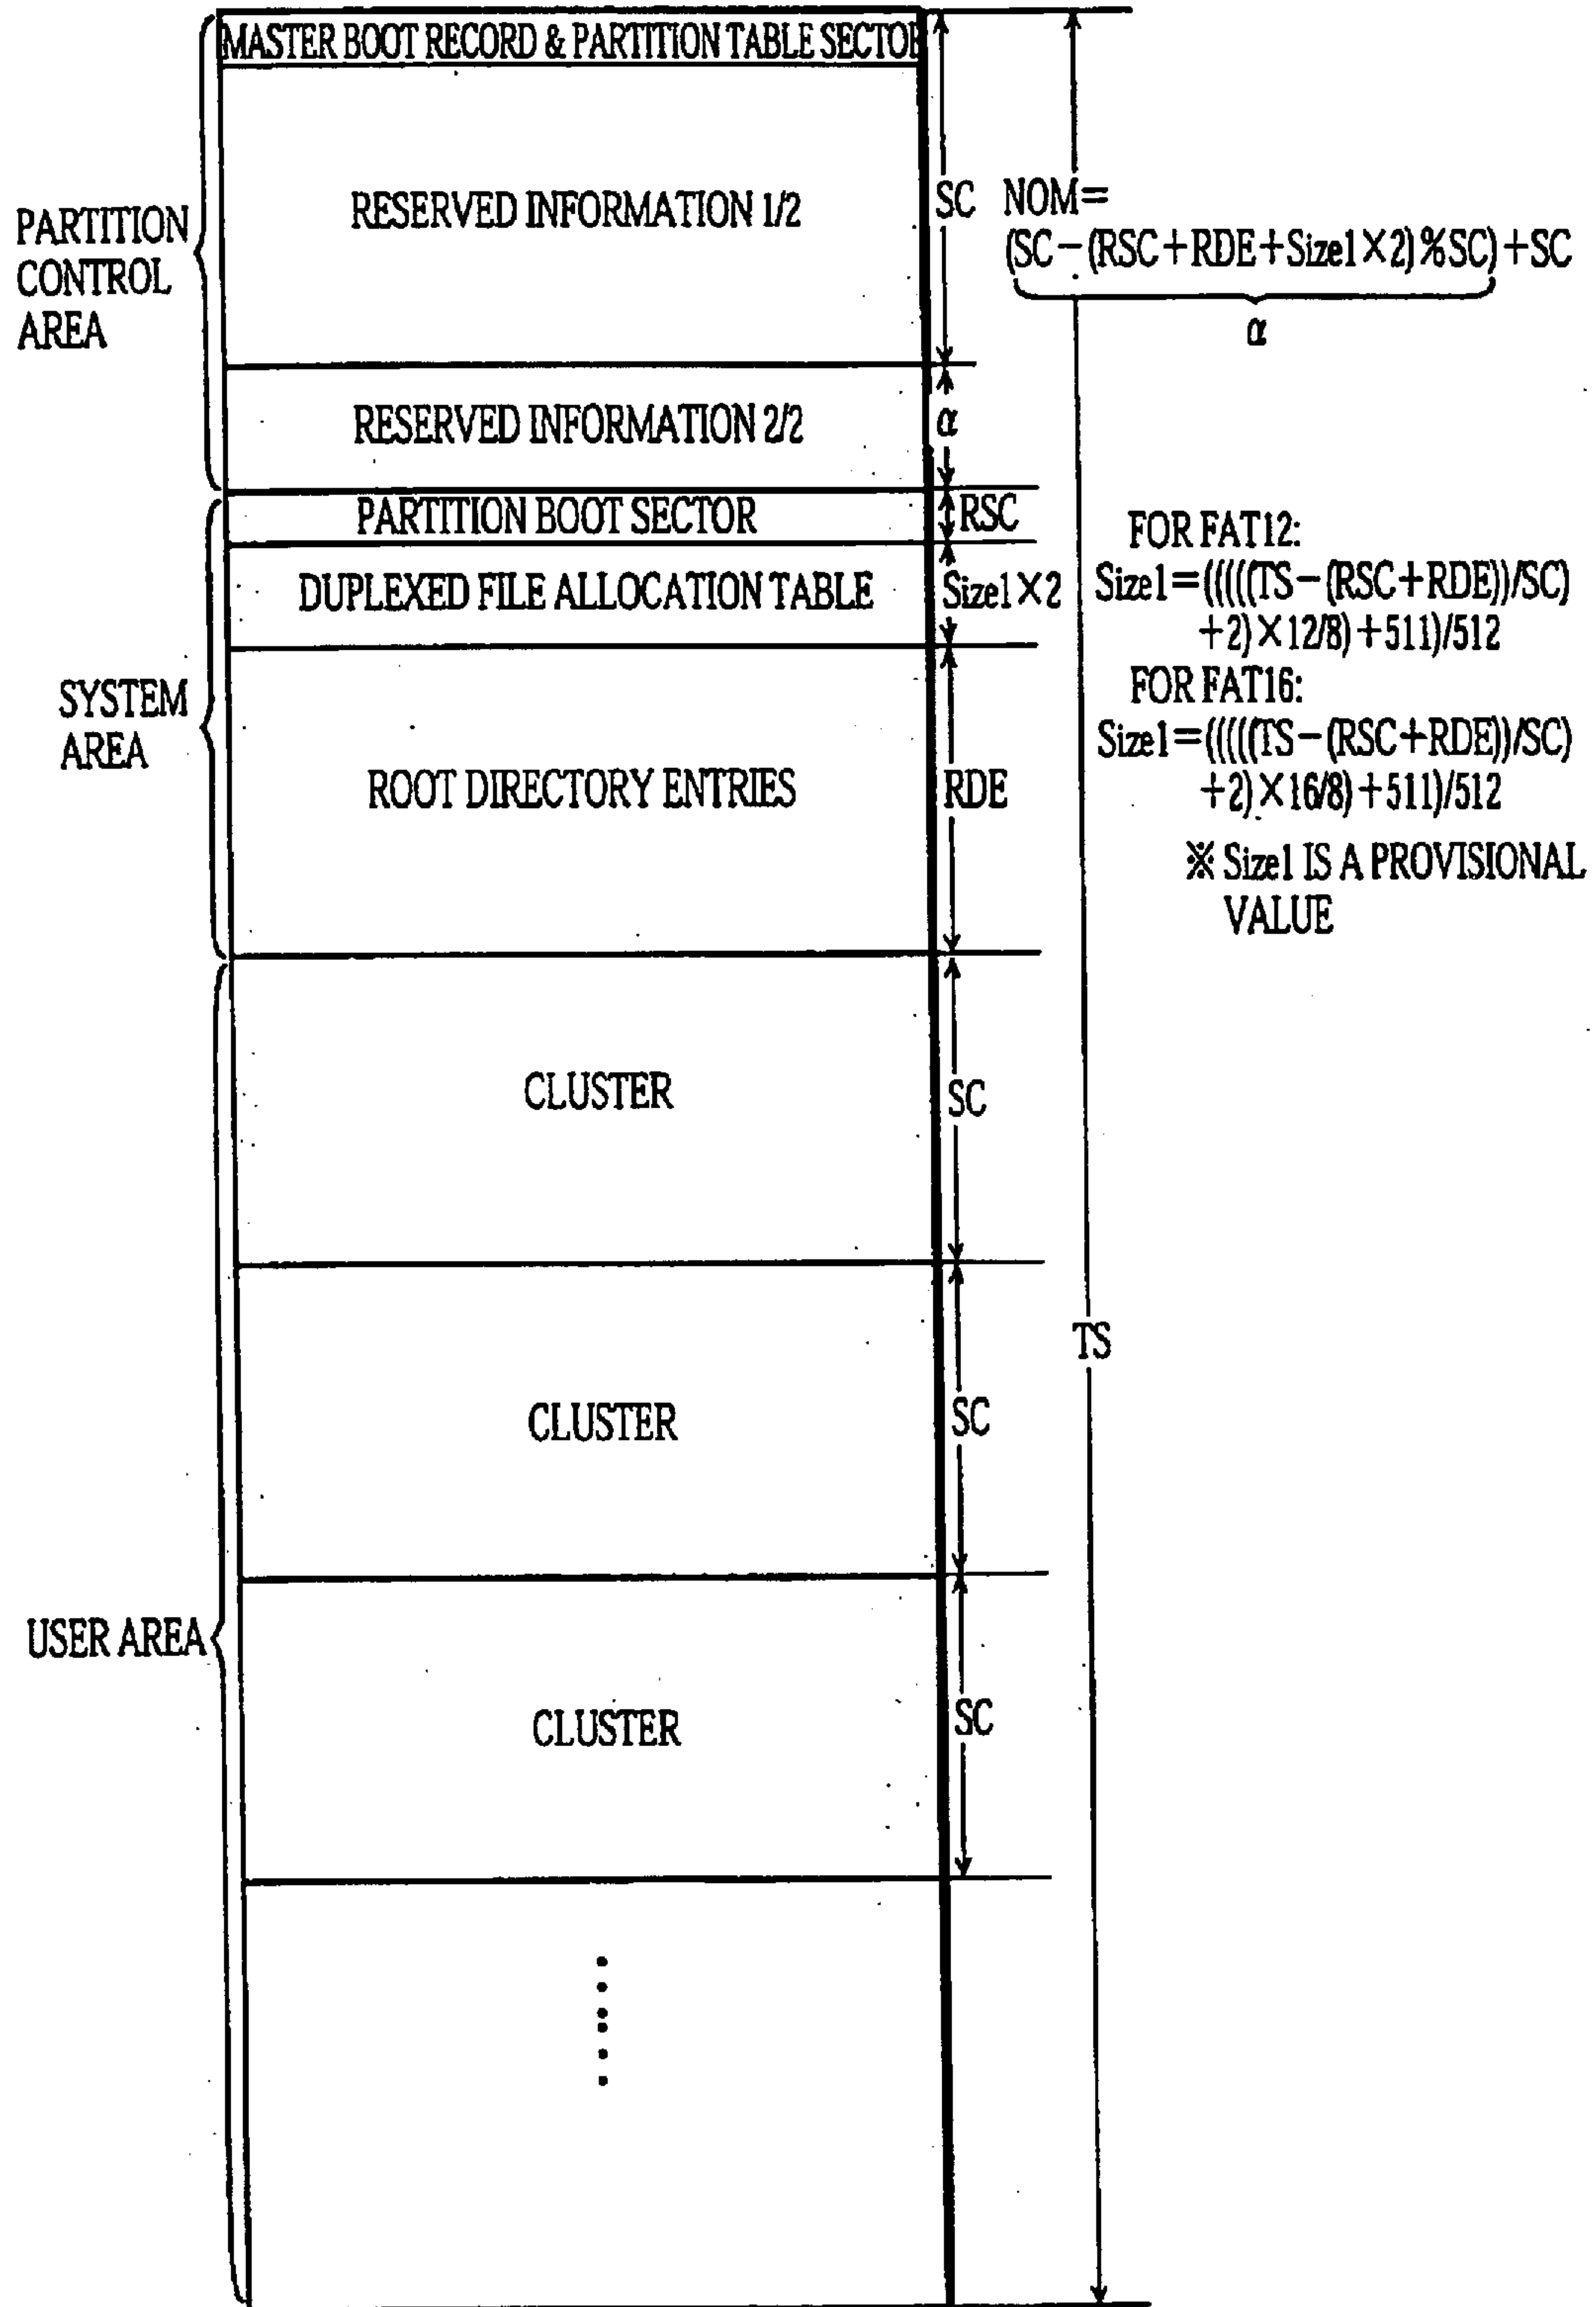 MASTER BOOT RECORD & PARTITION TABLE SECTOR
PARTITION
CONTROL
AREA
RESERVED INFORMATION 1/2
SC
NOM=
(SC-(RSC+RDE+Size1×2)%SC)+SC
α
RESERVED INFORMATION 2/2
α
PARTITION BOOT SECTOR
RSC
DUPLEXED FILE ALLOCATION TABLE
Size1×2
FOR FAT12:
Size1=(((((TS-(RSC+RDE))/SC)
+2)×12/8)+511)/512
FOR FAT16:
Size1=(((((TS-(RSC+RDE))/SC)
+2)×16/8)+511)/512
※ Size1 IS A PROVISIONAL
VALUE
SYSTEM
AREA
ROOT DIRECTORY ENTRIES
RDE
CLUSTER
SC
TS
CLUSTER
SC
USER AREA
CLUSTER
SC